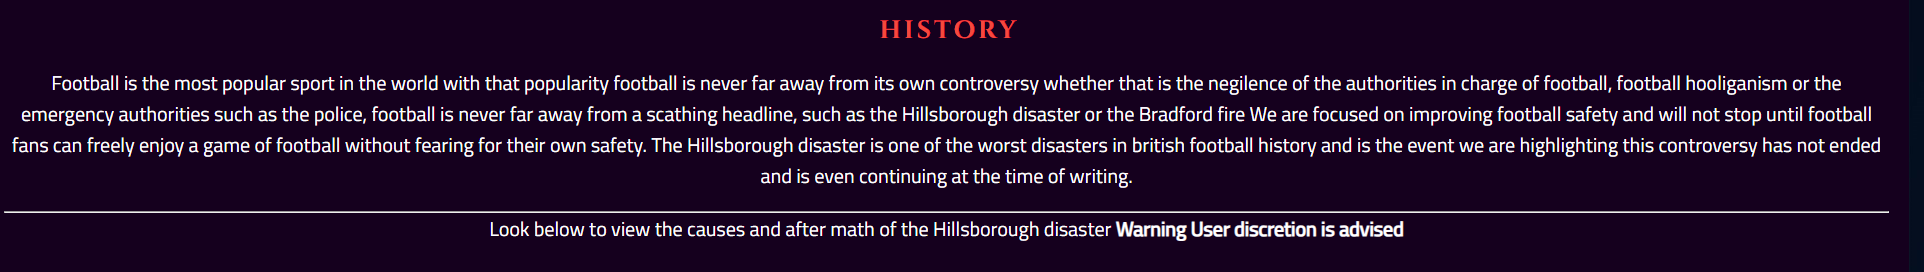 HISTORY
Football is the most popular sport in the world with that popularity football is never far away from its own controversy whether that is the negilence of the authorities in charge of football, football hooliganism or the
emergency authorities such as the police, football is never far away from a scathing headline, such as the Hillsborough disaster or the Bradford fire We are focused on improving football safety and will not stop until football
fans can freely enjoy a game of football without fearing for their own safety. The Hillsborough disaster is one of the worst disasters in british football history and is the event we are highlighting this controversy has not ended
and is even continuing at the time of writing.
Look below to view the causes and after math of the Hillsborough disaster Warning User discretion is advised